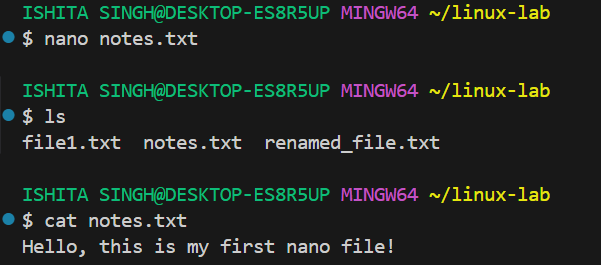 ISHITA SINGH@DESKTOP-ES8R5UP MINGW64 ~/linux-lab
$ nano notes.txt
ISHITA SINGH@DESKTOP-ES8R5UP MINGW64 ~/linux-lab
$ ls
file1.txt  notes.txt  renamed_file.txt
ISHITA SINGH@DESKTOP-ES8R5UP MINGW64 ~/linux-lab
$ cat notes.txt
Hello, this is my first nano file!